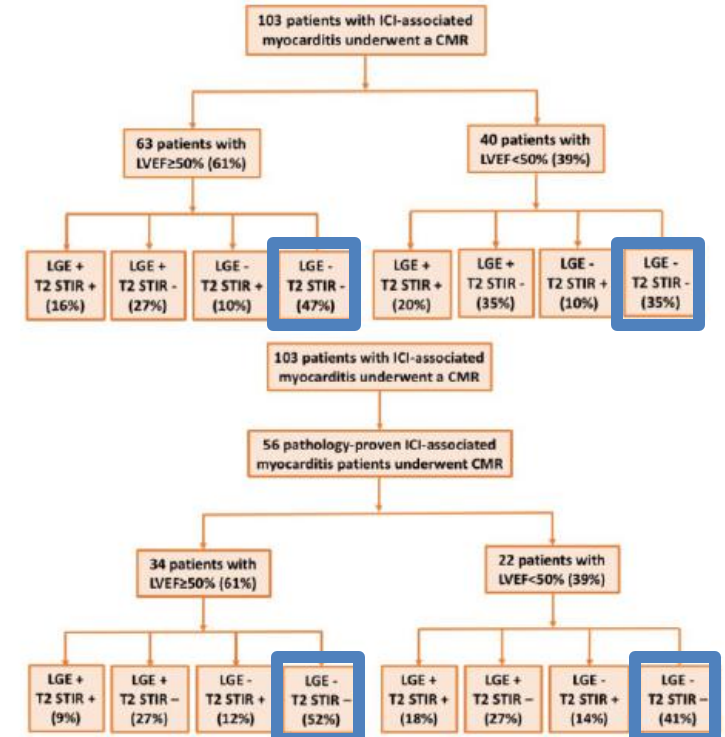 103 patients with ICI-associated
myocarditis underwent a CMR
63 patients with
LVEF≥50% (61%)
40 patients with
LVEF<50% (39%)
LGE +
T2 STIR +
(16%)
LGE +
T2 STIR -
(27%)
LGE -
T2 STIR +
(10%)
LGE -
T2 STIR -
(47%)
LGE +
T2 STIR +
(20%)
LGE +
T2 STIR -
(35%)
LGE -
T2 STIR +
(10%)
LGE -
T2 STIR -
(35%)
103 patients with ICI-associated
myocarditis underwent a CMR
56 pathology-proven ICI-associated
myocarditis patients underwent CMR
34 patients with
LVEF≥50% (61%)
22 patients with
LVEF<50% (39%)
LGE +
T2 STIR +
(9%)
LGE +
T2 STIR –
(27%)
LGE -
T2 STIR +
(12%)
LGE -
T2 STIR –
(52%)
LGE +
T2 STIR +
(18%)
LGE +
T2 STIR –
(27%)
LGE -
T2 STIR +
(14%)
LGE -
T2 STIR –
(41%)